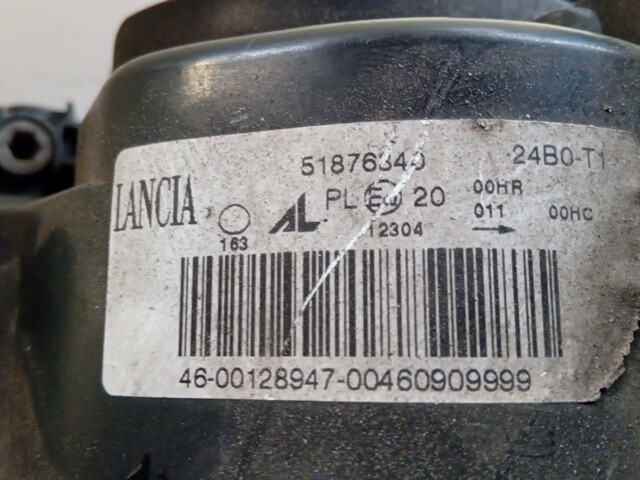 51876340 24B0-T1
LANCIA 163 AL PL 20 00HR
12304 011 00HC
46-00128947-00460909999